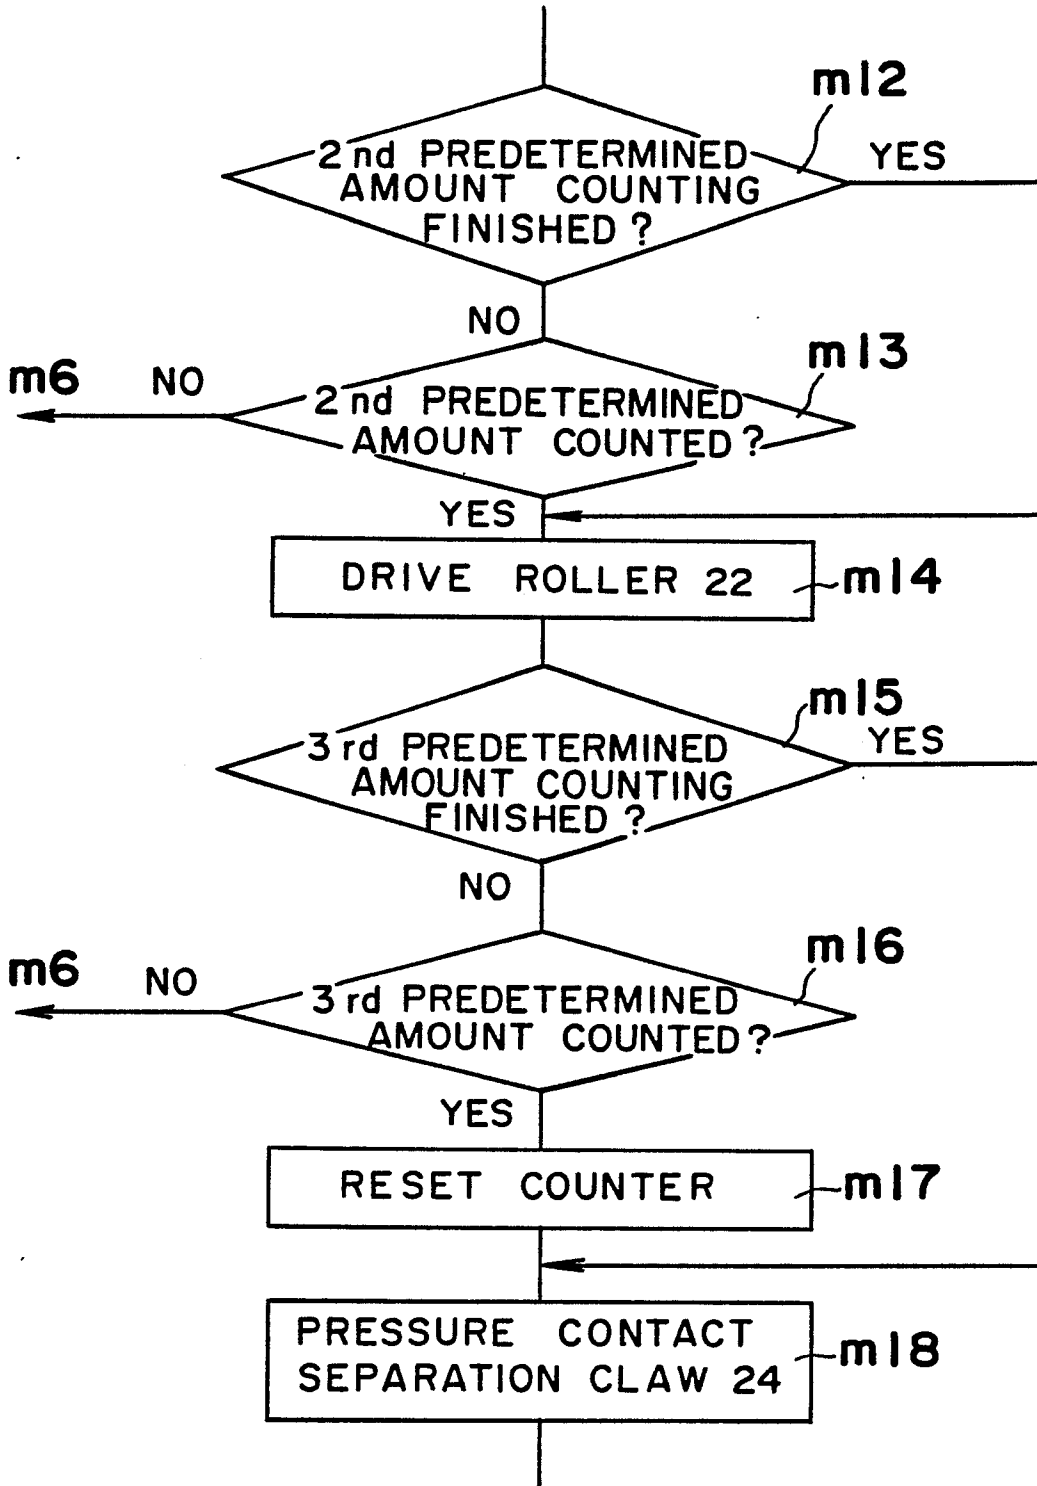 m12
2nd PREDETERMINED
AMOUNT COUNTING
FINISHED ?
YES
NO
m13
m6
NO
2nd PREDETERMINED
AMOUNT COUNTED ?
YES
DRIVE ROLLER 22
m14
m15
3rd PREDETERMINED
AMOUNT COUNTING
FINISHED ?
YES
NO
m16
m6
NO
3rd PREDETERMINED
AMOUNT COUNTED ?
YES
RESET COUNTER
m17
PRESSURE CONTACT
SEPARATION CLAW 24
m18